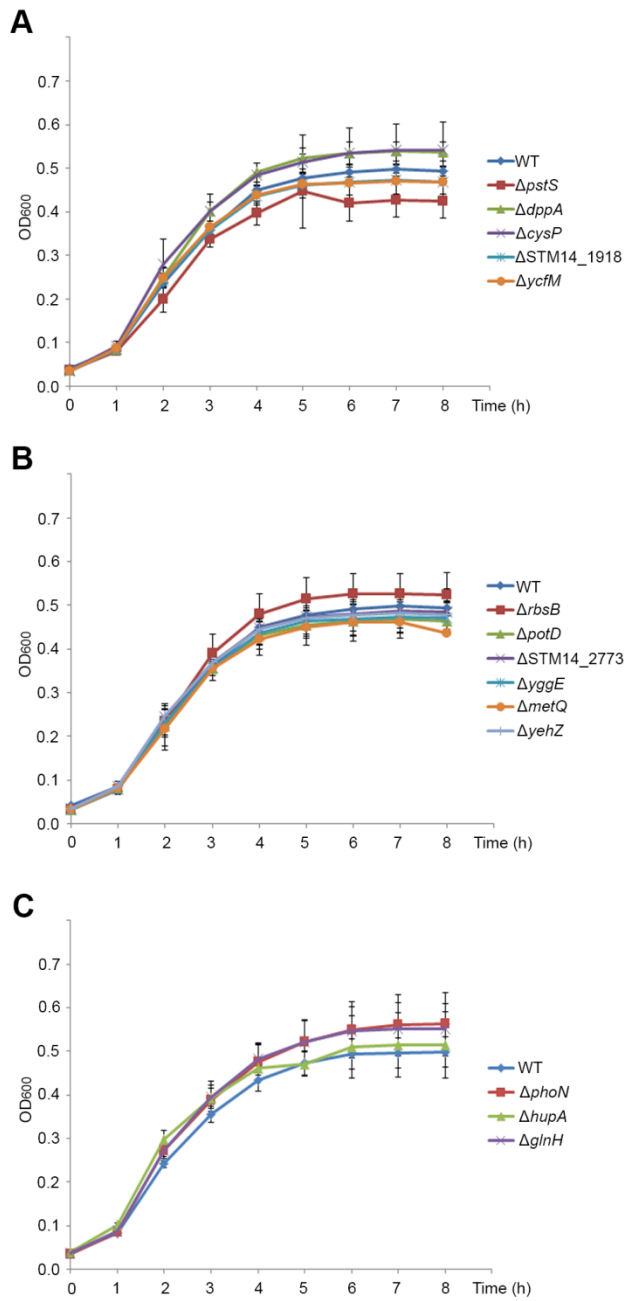 A
0.7
0.6
0.5
0.4
0.3
0.2
0.1
0.0
OD600
0 1 2 3 4 5 6 7 8 Time (h)
WT
ΔpstS
ΔdppA
ΔcysP
ΔSTM14_1918
ΔycfM
B
0.7
0.6
0.5
0.4
0.3
0.2
0.1
0.0
OD600
0 1 2 3 4 5 6 7 8 Time (h)
WT
ΔrbsB
ΔpotD
ΔSTM14_2773
ΔyggE
ΔmetQ
ΔyehZ
C
0.7
0.6
0.5
0.4
0.3
0.2
0.1
0.0
OD600
0 1 2 3 4 5 6 7 8 Time (h)
WT
ΔphoN
ΔhupA
ΔglnH